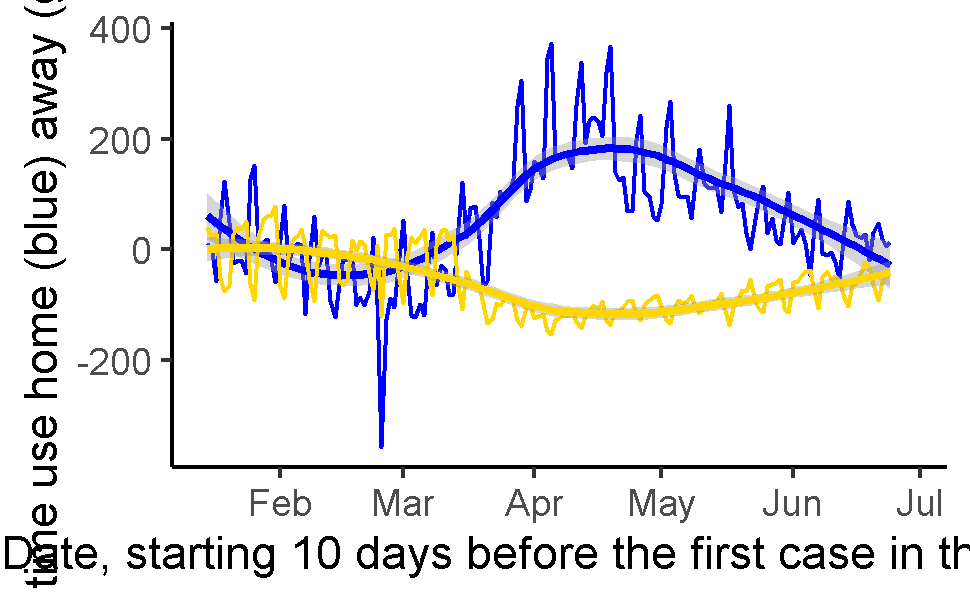 time use home (blue) away (
400
200
0
-200
Feb Mar Apr May Jun Jul
Date, starting 10 days before the first case in th